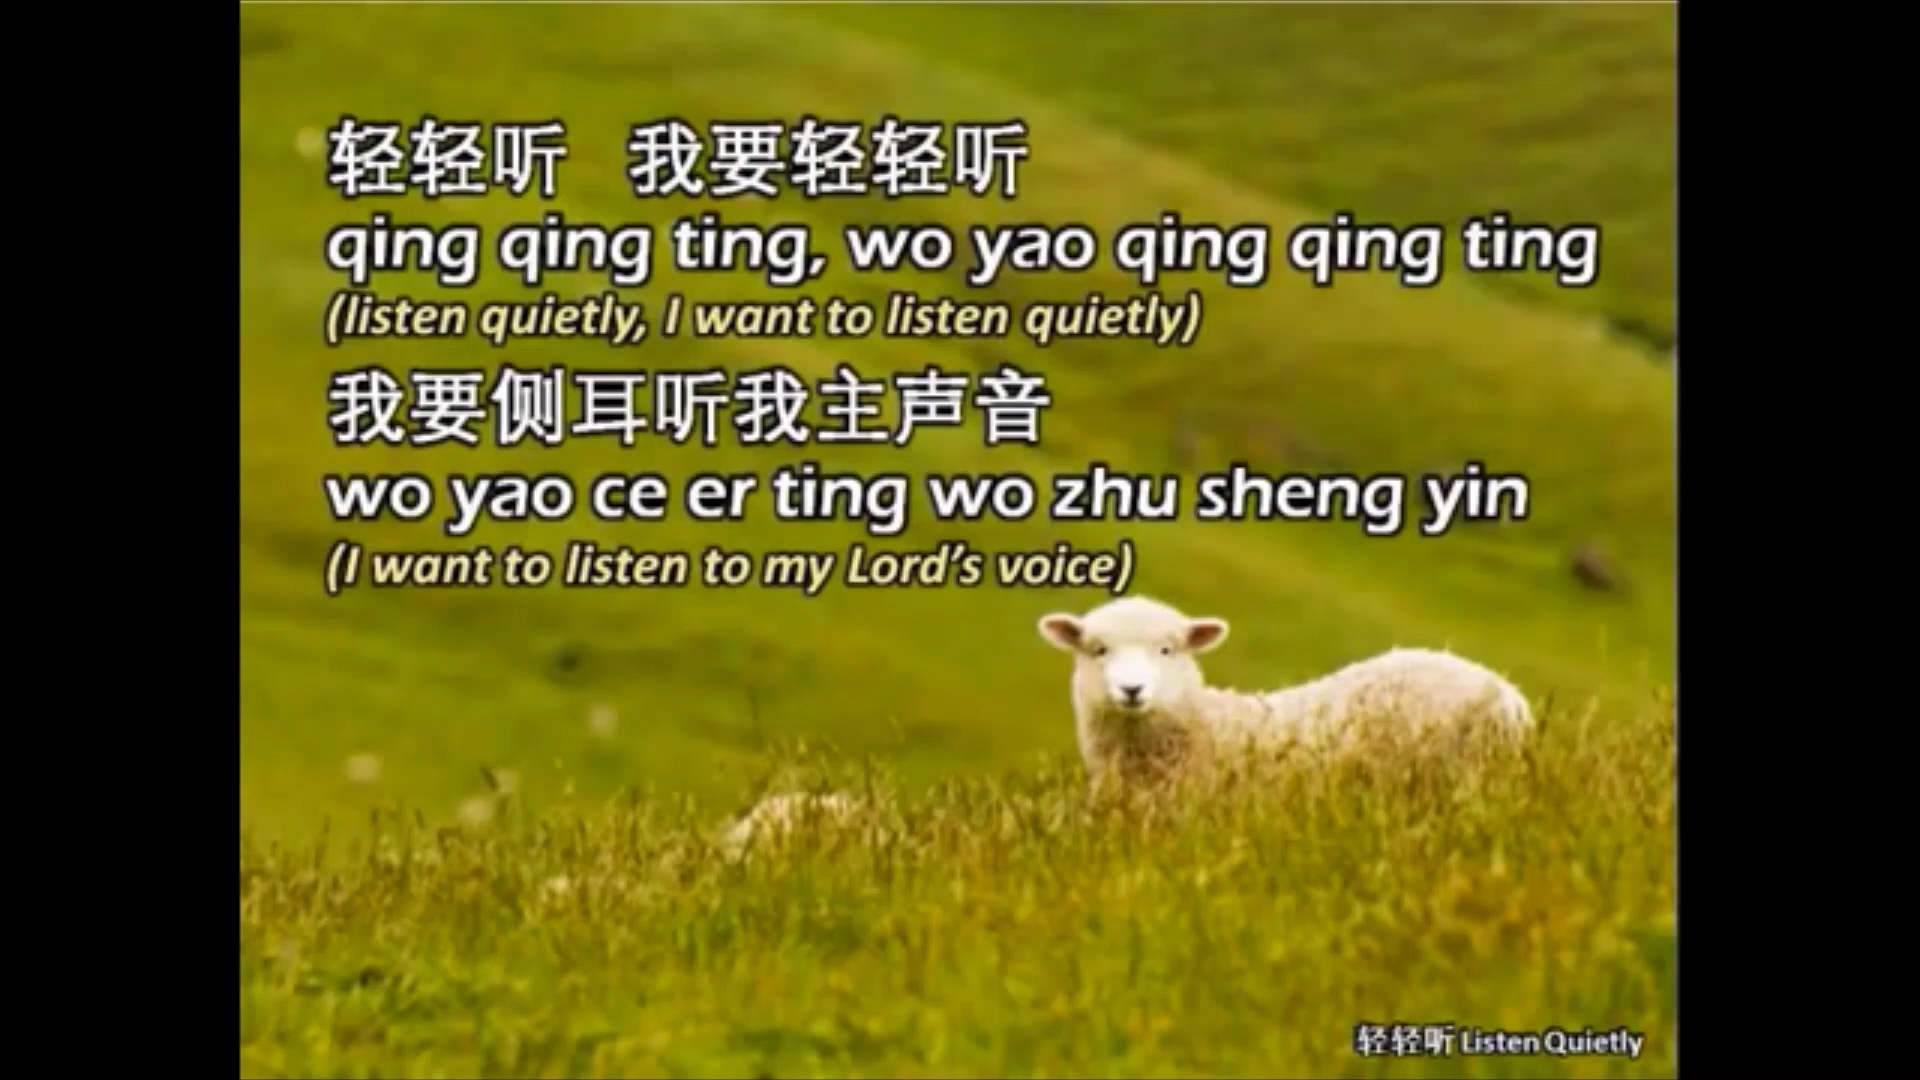 轻轻听 我要轻轻听
qing qing ting, wo yao qing qing ting
(listen quietly, I want to listen quietly)
我要侧耳听我主声音
wo yao ce er ting wo zhu sheng yin
(I want to listen to my Lord's voice)
轻轻听 Listen Quietly